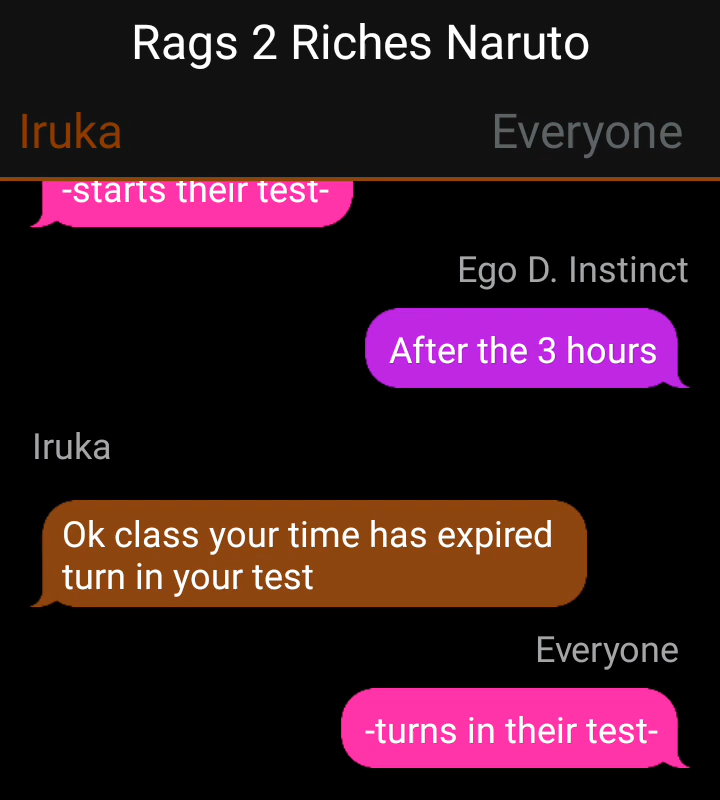 Rags 2 Riches Naruto
Iruka
Everyone
-starts their test-
Ego D. Instinct
After the 3 hours
Iruka
Ok class your time has expired
turn in your test
Everyone
-turns in their test-